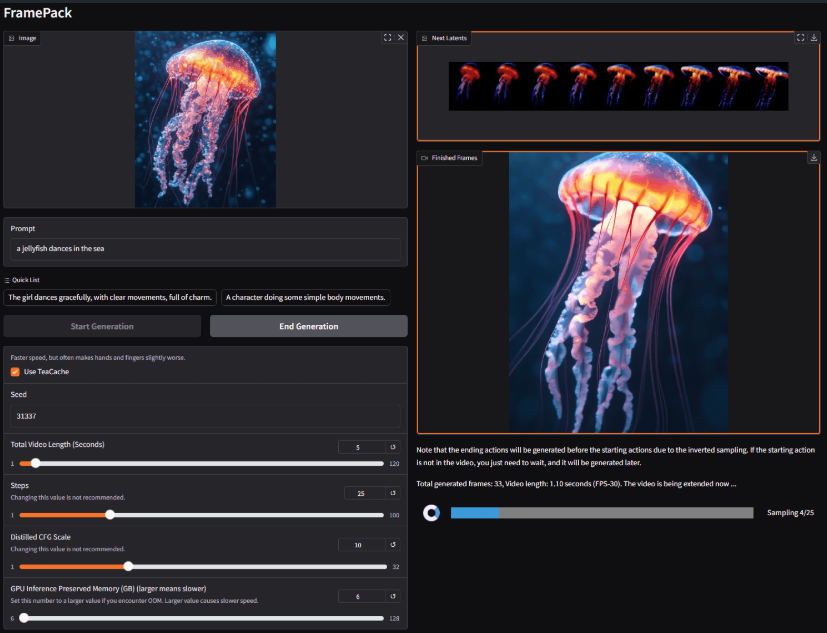 FramePack
Image
Prompt
a jellyfish dances in the sea
Quick List
The girl dances gracefully, with clear movements, full of charm.
A character doing some simple body movements.
Start Generation
End Generation
Faster speed, but often makes hands and fingers slightly worse.
Use TeaCache
Seed
31337
Total Video Length (Seconds)
5
1
120
Steps
Changing this value is not recommended.
25
1
100
Distilled CFG Scale
Changing this value is not recommended.
10
1
32
GPU Inference Preserved Memory (GB) (larger means slower)
Set this number to a larger value if you encounter OOM. Larger value causes slower speed.
6
6
128
Next Latents
Finished Frames
Note that the ending actions will be generated before the starting actions due to the inverted sampling. If the starting action
is not in the video, you just need to wait, and it will be generated later.
Total generated frames: 33, Video length: 1.10 seconds (FPS-30). The video is being extended now ...
Sampling 4/25